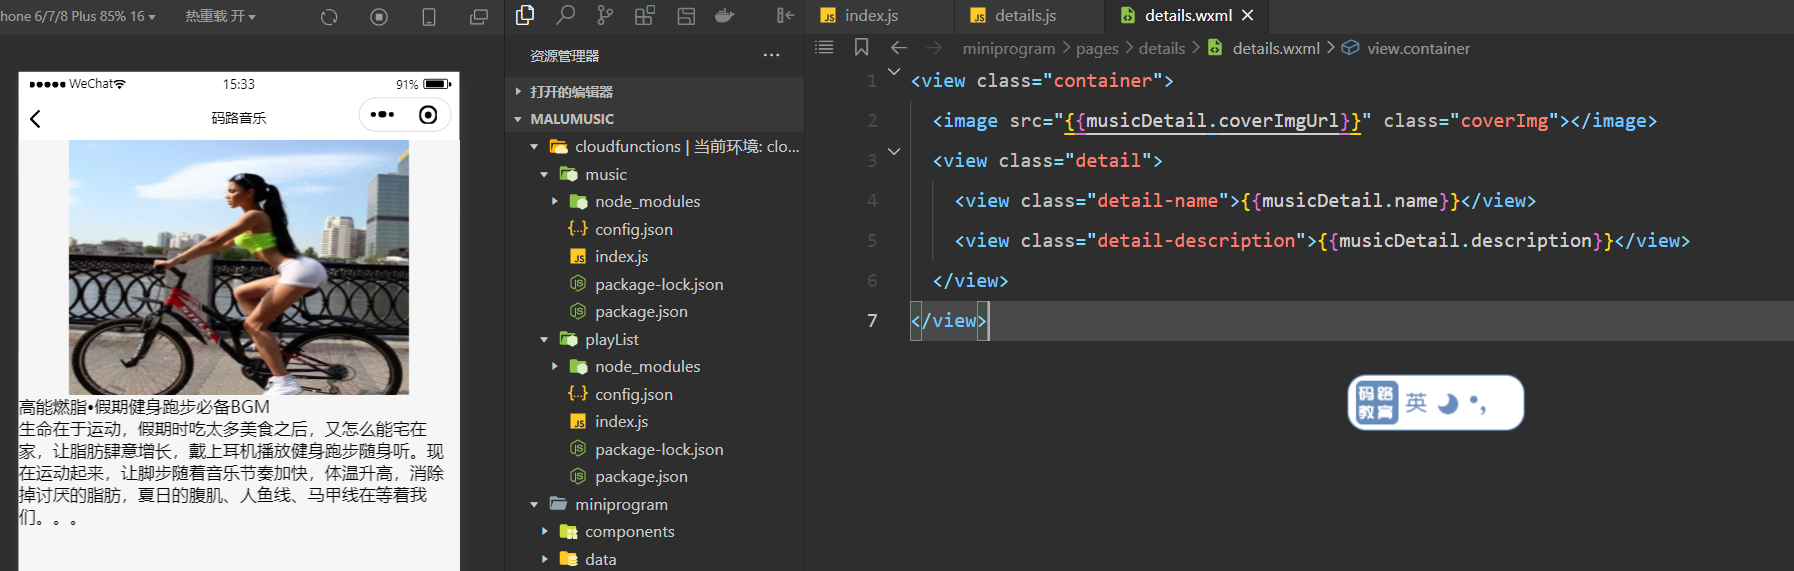 hone 6/7/8 Plus 85% 16
热重载 开
WeChat
15:33
91%
码路音乐
高能燃脂•假期健身跑步必备BGM
生命在于运动，假期时吃太多美食之后，又怎么能宅在
家，让脂肪肆意增长，戴上耳机播放健身跑步随身听。现
在运动起来，让脚步随着音乐节奏加快，体温升高，消除
掉讨厌的脂肪，夏日的腹肌、人鱼线、马甲线在等着我
们。。。
资源管理器
打开的编辑器
MALUMUSIC
cloudfunctions | 当前环境: clo...
music
node_modules
config.json
index.js
package-lock.json
package.json
playList
node_modules
config.json
index.js
package-lock.json
package.json
miniprogram
components
data
index.js
details.js
details.wxml
miniprogram > pages > details > details.wxml > view.container
1 <view class="container">
2 <image src="{{musicDetail.coverImgUrl}}" class="coverImg"></image>
3 <view class="detail">
4 <view class="detail-name">{{musicDetail.name}}</view>
5 <view class="detail-description">{{musicDetail.description}}</view>
6 </view>
7 </view>
码路
教育
英